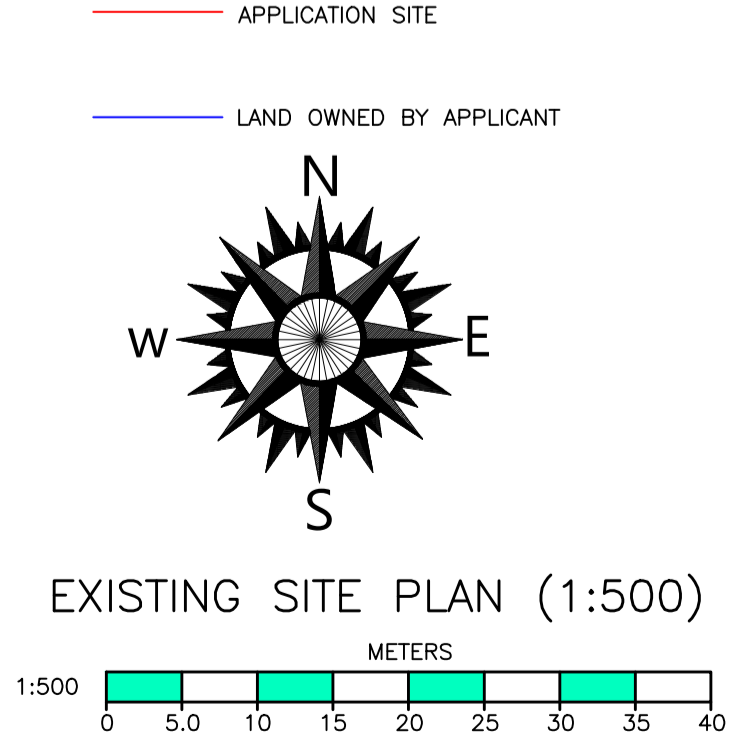 APPLICATION SITE
LAND OWNED BY APPLICANT
N
W E
S
EXISTING SITE PLAN (1:500)
METERS
1:500
0 5.0 10 15 20 25 30 35 40